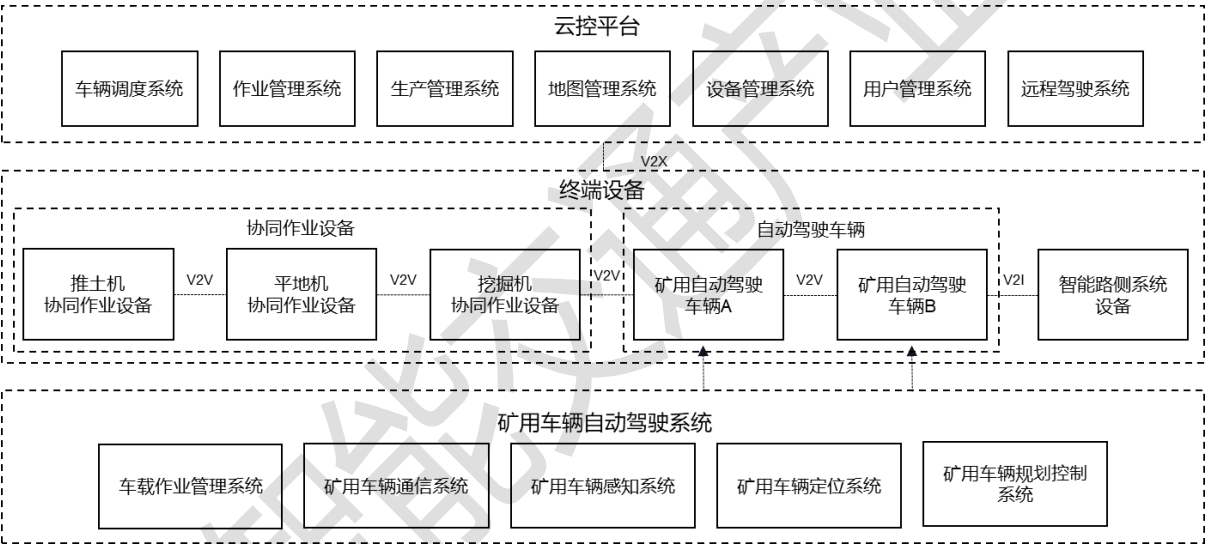 云控平台
车辆调度系统
作业管理系统
生产管理系统
地图管理系统
设备管理系统
用户管理系统
远程驾驶系统
V2X
终端设备
协同作业设备
自动驾驶车辆
推土机
协同作业设备
V2V
平地机
协同作业设备
V2V
挖掘机
协同作业设备
V2V
矿用自动驾驶
车辆A
V2V
矿用自动驾驶
车辆B
V2I
智能路侧系统
设备
矿用车辆自动驾驶系统
车载作业管理系统
矿用车辆通信系统
矿用车辆感知系统
矿用车辆定位系统
矿用车辆规划控制
系统
智能交通产业